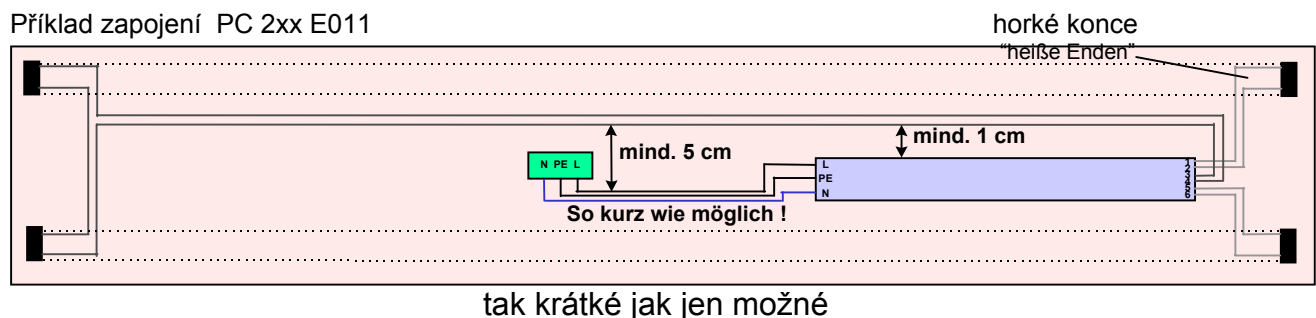 Příklad zapojení PC 2xx E011
horké konce
“heiße Enden”
mind. 5 cm
mind. 1 cm
N PE L
L
PE
N
1
2
3
4
5
6
So kurz wie möglich !
tak krátké jak jen možné